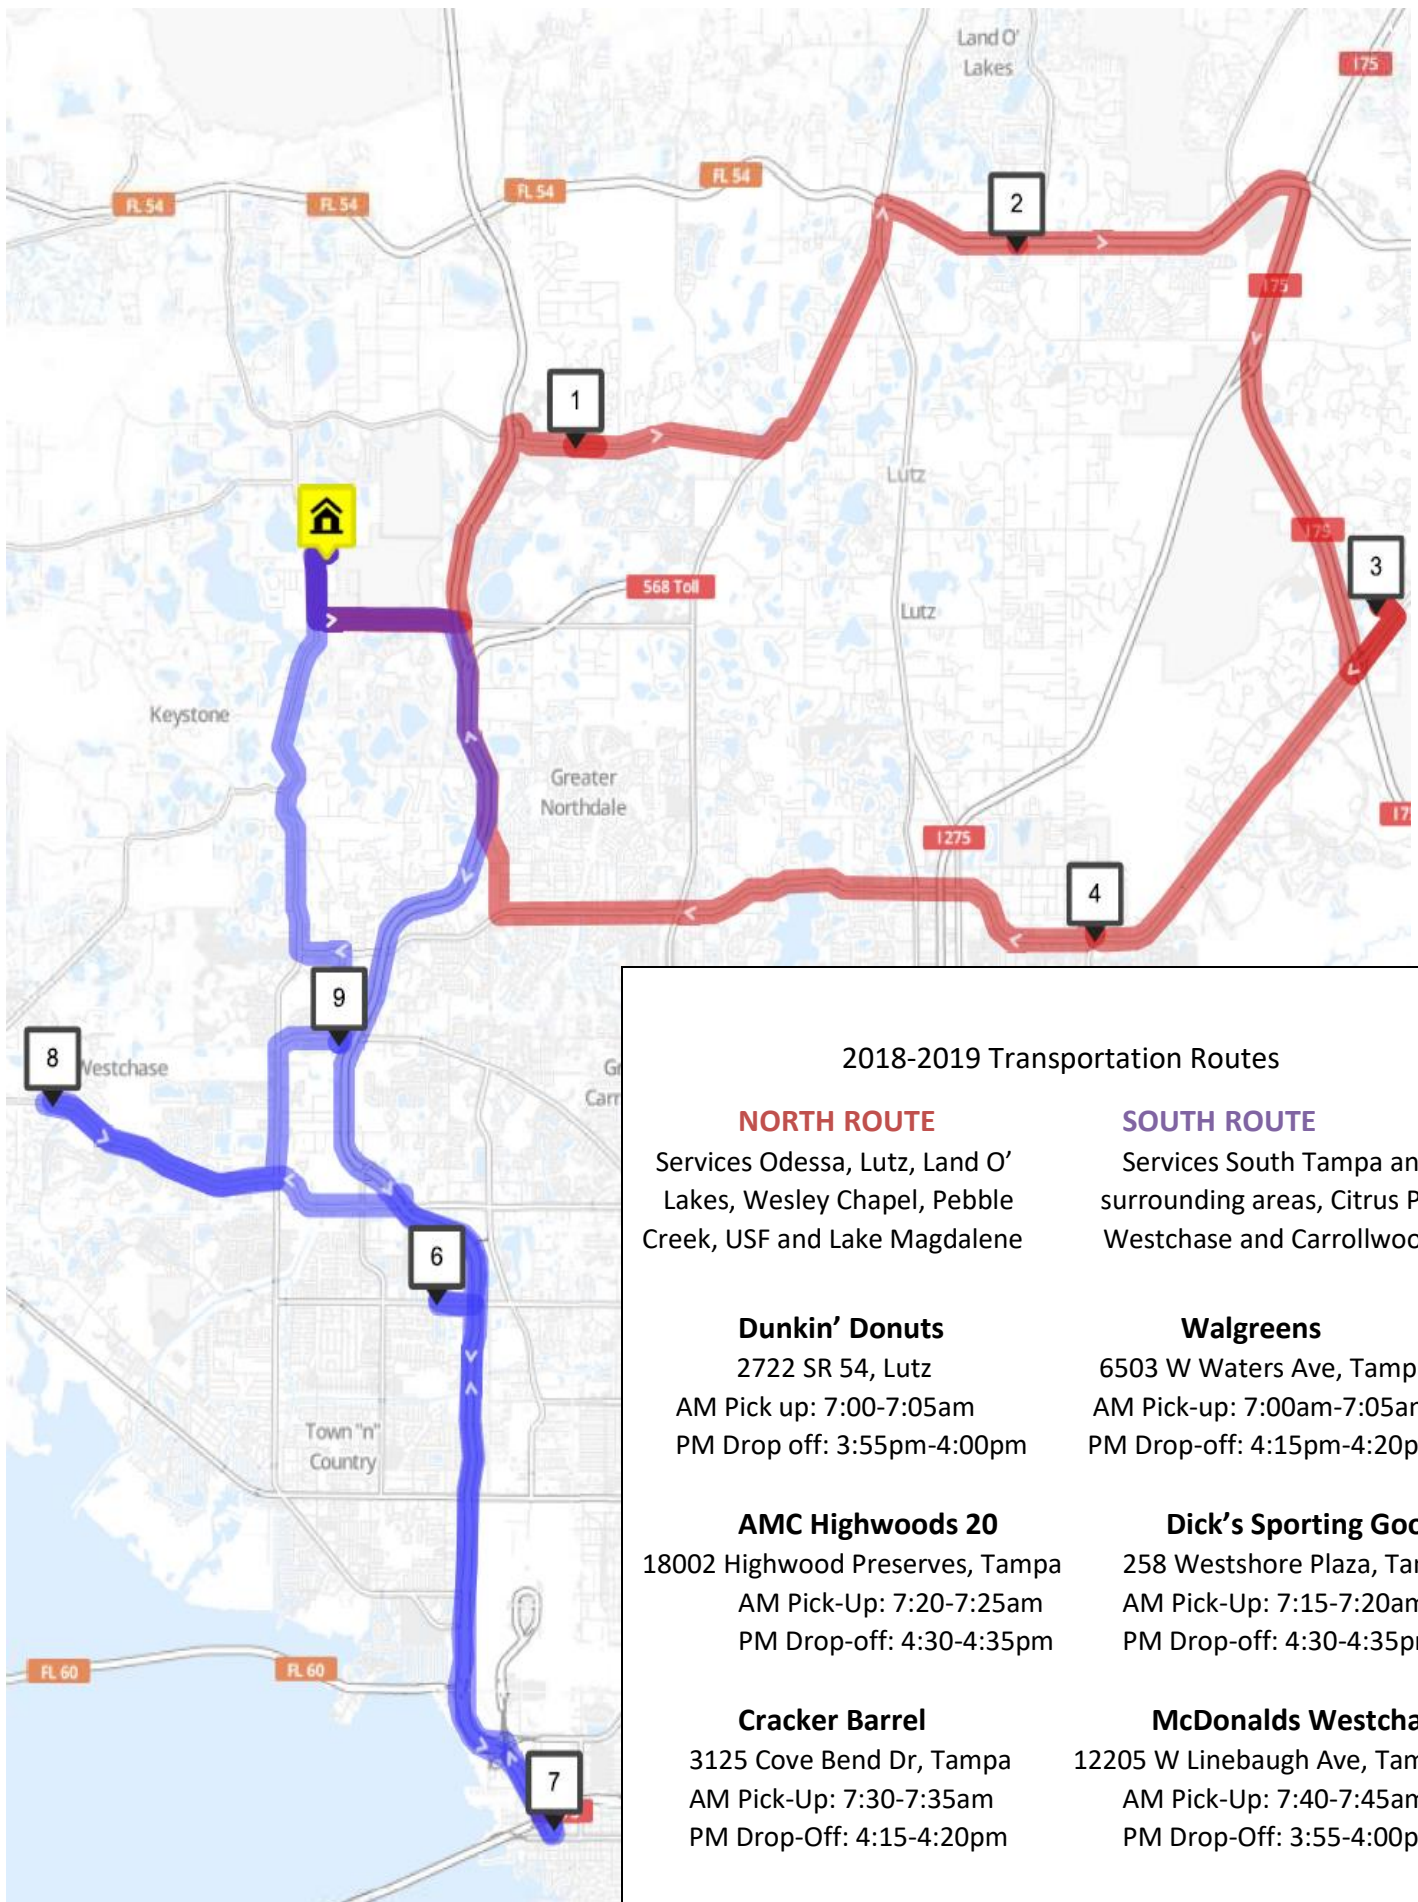 Land O'
Lakes
I75
FL 54
FL 54
FL 54
FL 54
2
I75
1
Lutz
I75
3
568 Toll
Lutz
Keystone
Greater
Northdale
I275
4
9
8
Westchase
6
Town "n"
Country
FL 60
FL 60
7
2018-2019 Transportation Routes
NORTH ROUTE
Services Odessa, Lutz, Land O'
Lakes, Wesley Chapel, Pebble
Creek, USF and Lake Magdalene
Dunkin' Donuts
2722 SR 54, Lutz
AM Pick up: 7:00-7:05am
PM Drop off: 3:55pm-4:00pm
AMC Highwoods 20
18002 Highwood Preserves, Tampa
AM Pick-Up: 7:20-7:25am
PM Drop-off: 4:30-4:35pm
Cracker Barrel
3125 Cove Bend Dr, Tampa
AM Pick-Up: 7:30-7:35am
PM Drop-Off: 4:15-4:20pm
SOUTH ROUTE
Services South Tampa an
surrounding areas, Citrus P
Westchase and Carrollwoo
Walgreens
6503 W Waters Ave, Tamp
AM Pick-up: 7:00am-7:05ar
PM Drop-off: 4:15pm-4:20p
Dick's Sporting Goo
258 Westshore Plaza, Tar
AM Pick-Up: 7:15-7:20am
PM Drop-off: 4:30-4:35p
McDonalds Westcha
12205 W Linebaugh Ave, Tam
AM Pick-Up: 7:40-7:45am
PM Drop-Off: 3:55-4:00p